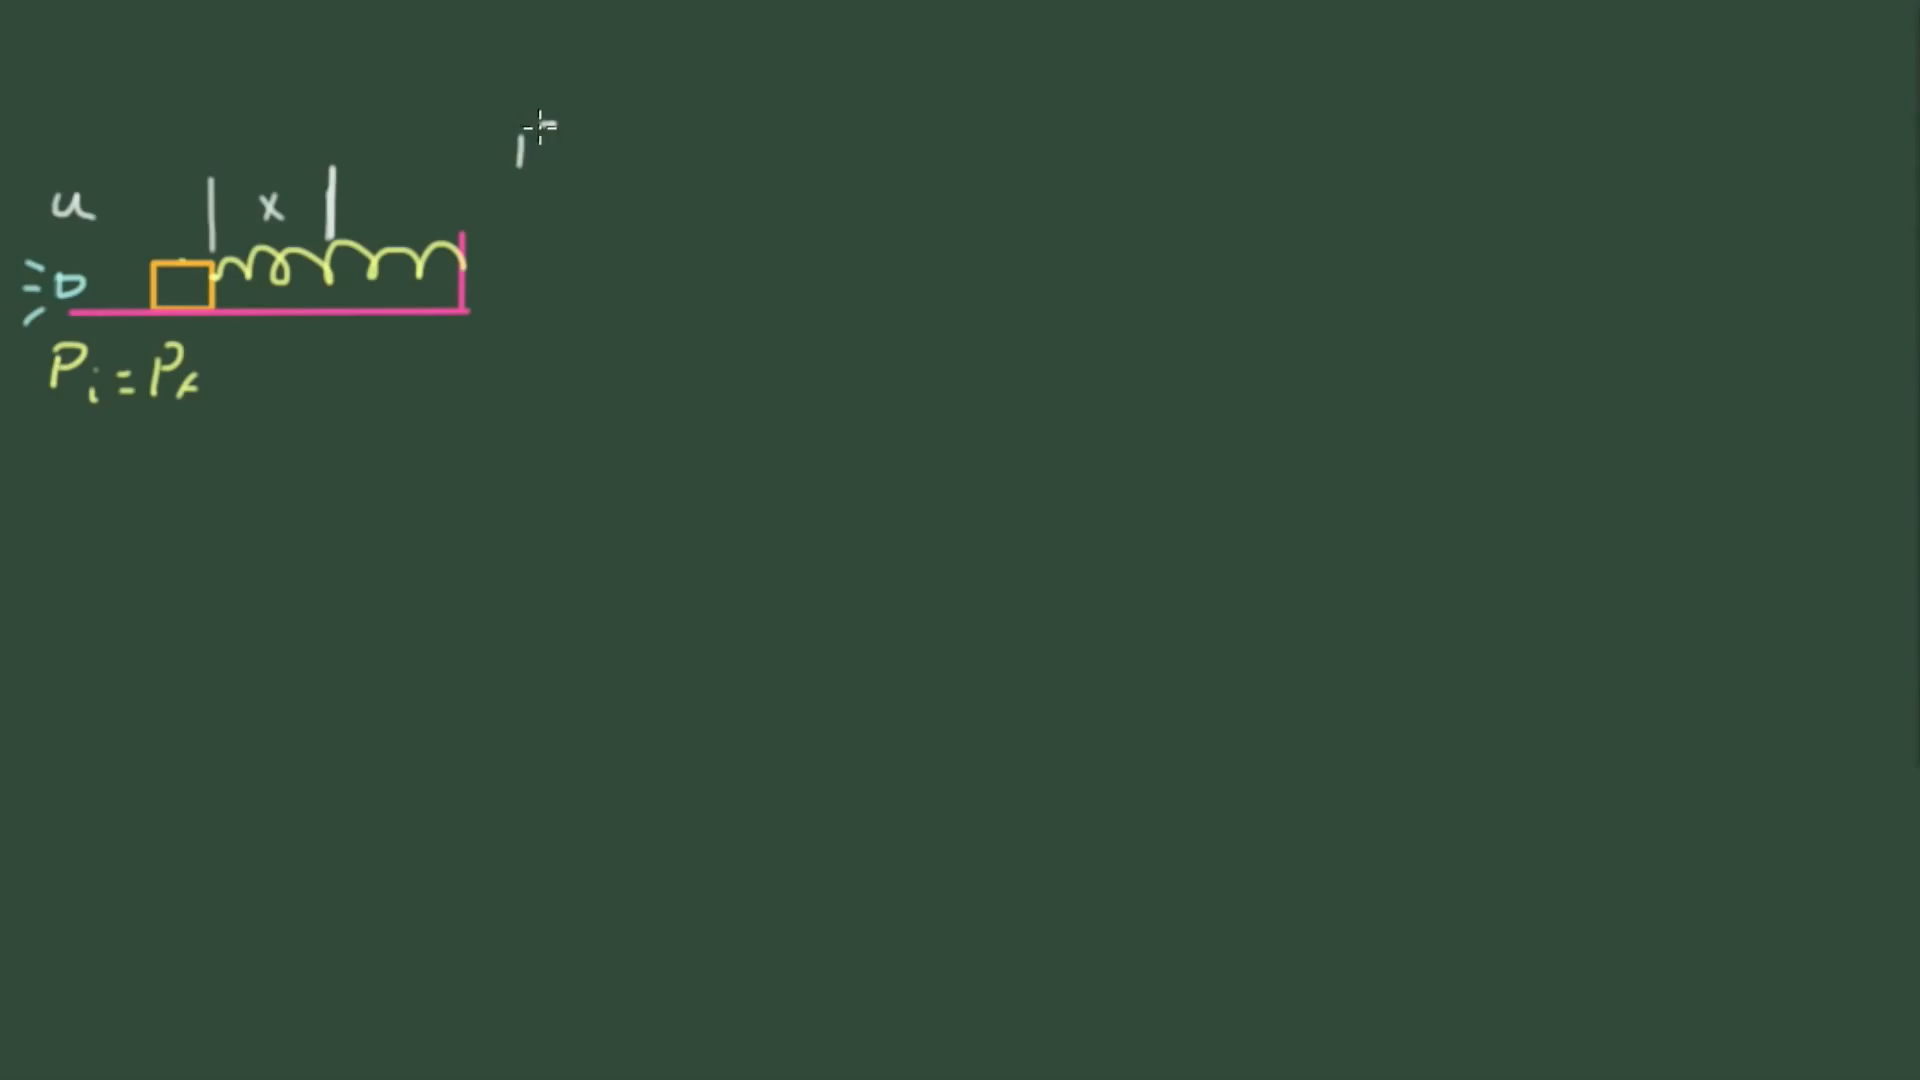 u | x |
Pi = Pf